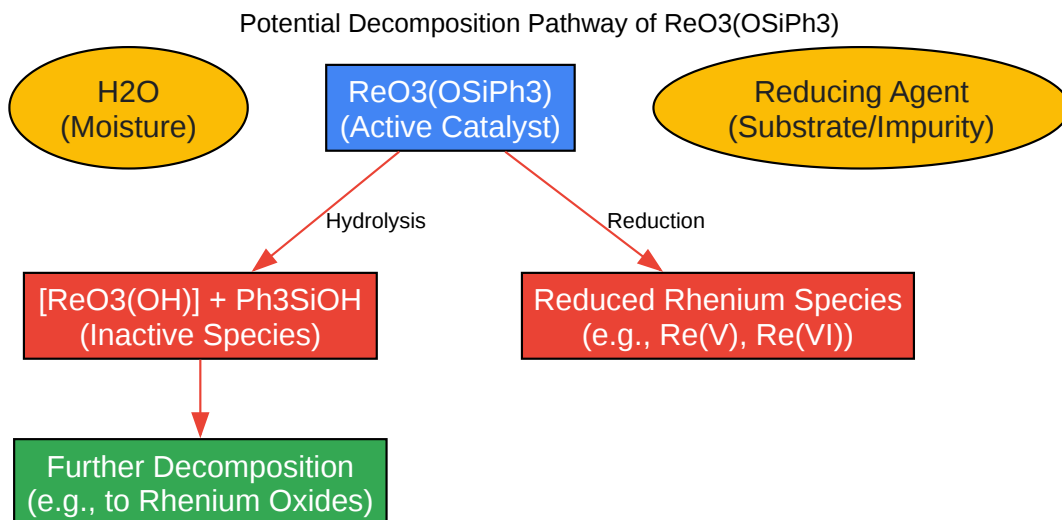 Potential Decomposition Pathway of ReO3(OSiPh3)
H2O
(Moisture)
ReO3(OSiPh3)
(Active Catalyst)
Reducing Agent
(Substrate/Impurity)
Hydrolysis
Reduction
[ReO3(OH)] + Ph3SiOH
(Inactive Species)
Reduced Rhenium Species
(e.g., Re(V), Re(VI))
Further Decomposition
(e.g., to Rhenium Oxides)